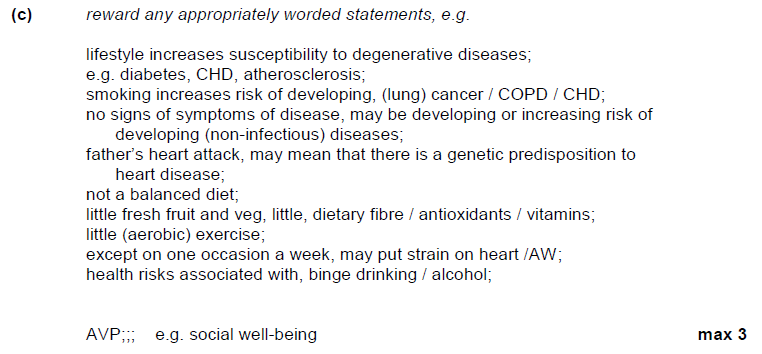 (c) reward any appropriately worded statements, e.g.
lifestyle increases susceptibility to degenerative diseases;
e.g. diabetes, CHD, atherosclerosis;
smoking increases risk of developing, (lung) cancer / COPD / CHD;
no signs of symptoms of disease, may be developing or increasing risk of
developing (non-infectious) diseases;
father's heart attack, may mean that there is a genetic predisposition to
heart disease;
not a balanced diet;
little fresh fruit and veg, little, dietary fibre / antioxidants / vitamins;
little (aerobic) exercise;
except on one occasion a week, may put strain on heart /AW;
health risks associated with, binge drinking / alcohol;
AVP;;; e.g. social well-being max 3